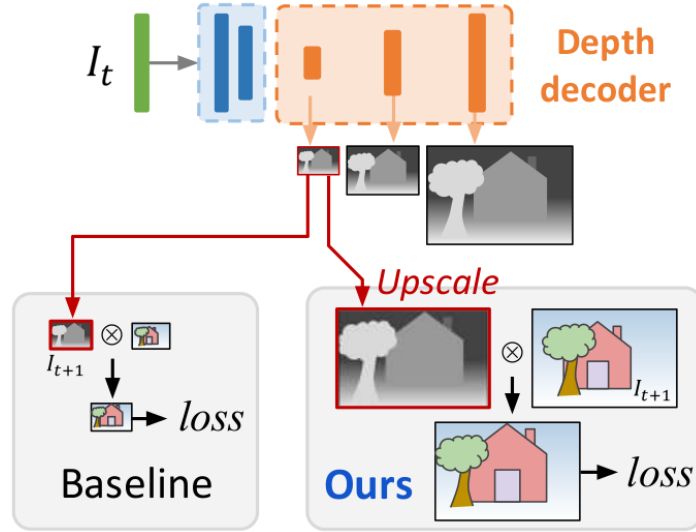 I_t
Depth
decoder
Upscale
⊗
I_{t+1}
loss
Baseline
⊗
I_{t+1}
loss
Ours